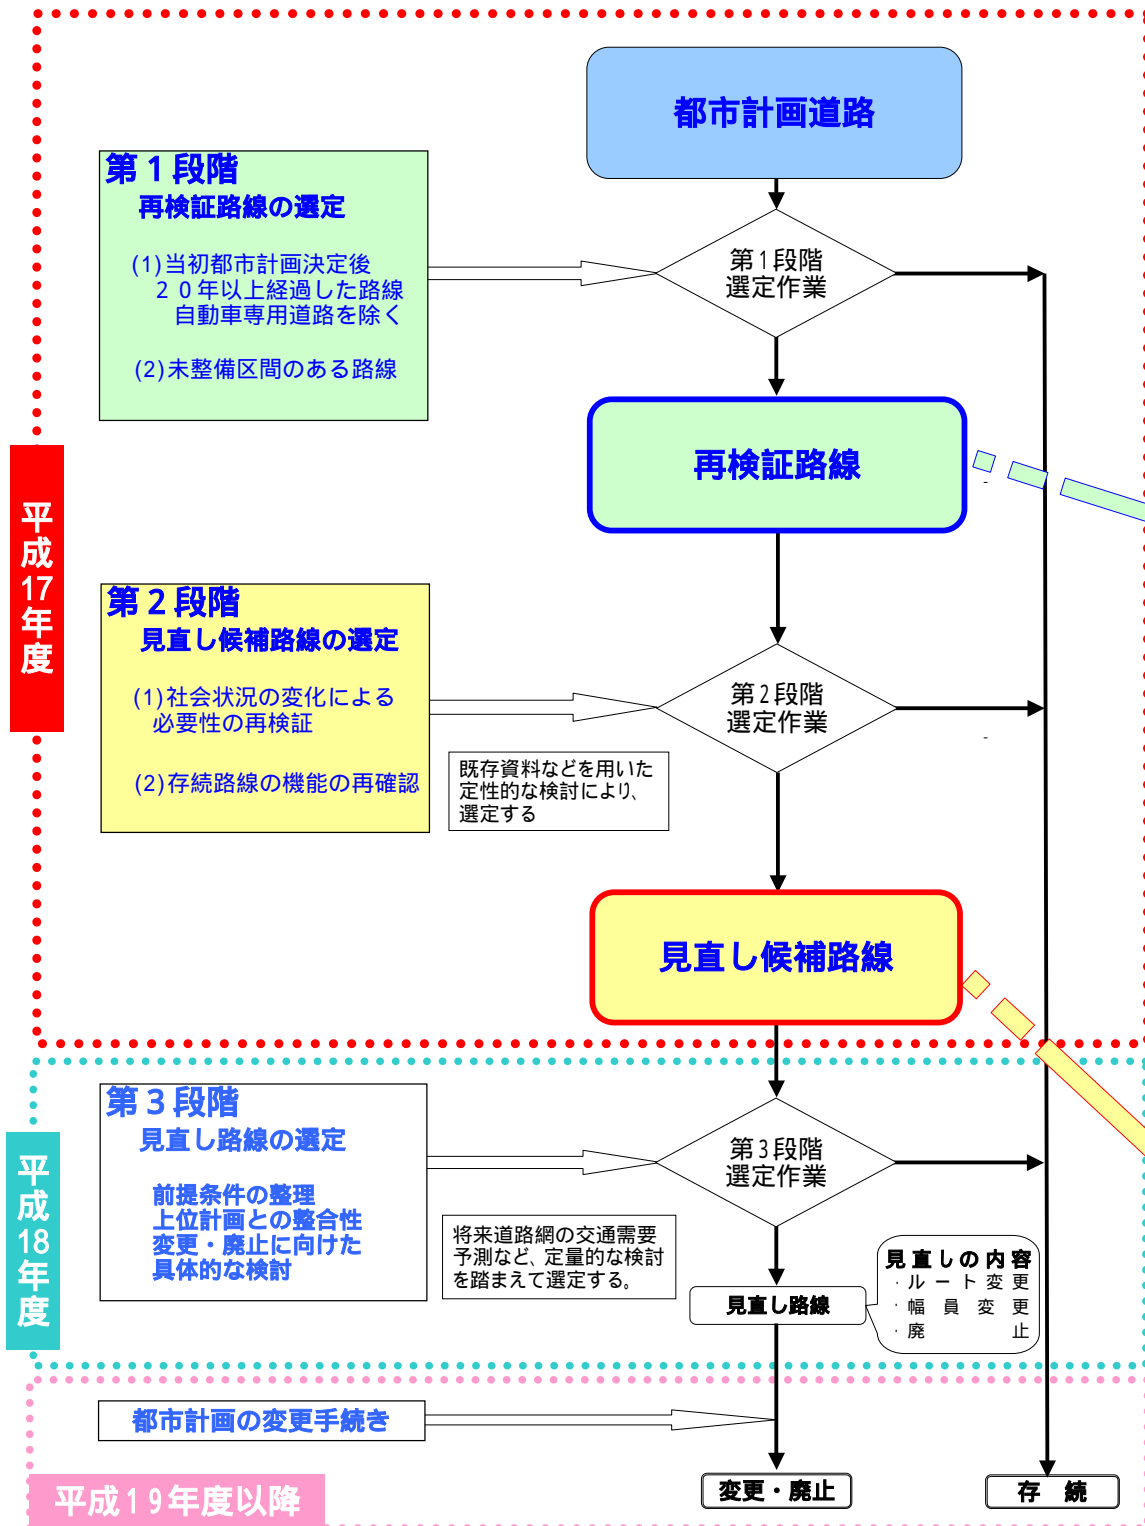 都市計画道路
第１段階
再検証路線の選定
(1)当初都市計画決定後
２０年以上経過した路線
自動車専用道路を除く
(2)未整備区間のある路線
第1段階
選定作業
再検証路線
平成17年度
第２段階
見直し候補路線の選定
(1)社会状況の変化による
必要性の再検証
(2)存続路線の機能の再確認
第2段階
選定作業
既存資料などを用いた
定性的な検討により、
選定する
見直し候補路線
第３段階
見直し路線の選定
前提条件の整理
上位計画との整合性
変更・廃止に向けた
具体的な検討
第3段階
選定作業
平成18年度
将来道路網の交通需要
予測など、定量的な検討
を踏まえて選定する。
見直しの内容
・ルート変更
・幅員変更
・廃止
見直し路線
都市計画の変更手続き
平成19年度以降
変更・廃止
存　続